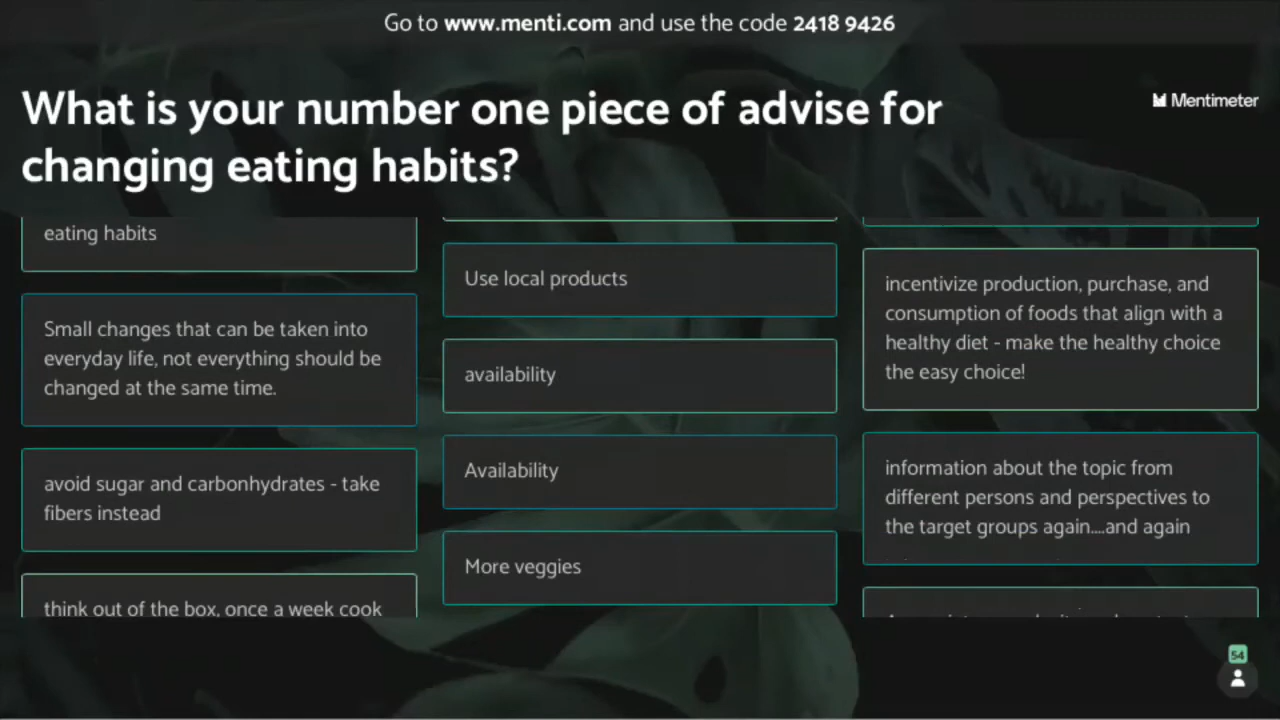 Go to www.menti.com and use the code 2418 9426
What is your number one piece of advise for
changing eating habits?
Mentimeter
eating habits
Small changes that can be taken into
everyday life, not everything should be
changed at the same time.
avoid sugar and carbonhydrates - take
fibers instead
think out of the box, once a week cook
Use local products
availability
Availability
More veggies
incentivize production, purchase, and
consumption of foods that align with a
healthy diet - make the healthy choice
the easy choice!
information about the topic from
different persons and perspectives to
the target groups again....and again
54